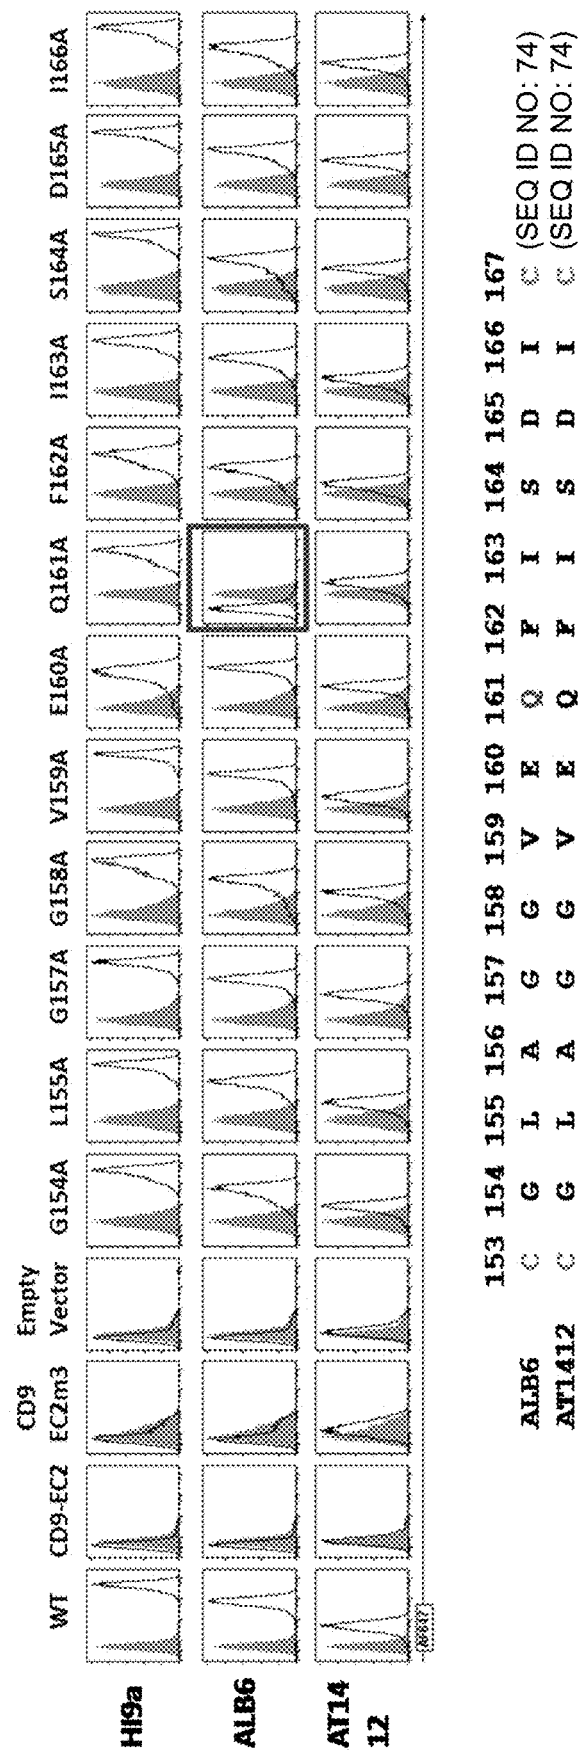 CD9 Empty
WT CD9-EC2 EC2m3 Vector G154A L155A G157A G158A V159A E160A Q161A F162A I163A S164A D165A I166A
HI9a
ALB6
AT14
12
AF647
153 154 155 156 157 158 159 160 161 162 163 164 165 166 167
ALB6 C G L A G G V E Q F I S D I C (SEQ ID NO: 74)
AT1412 C G L A G G V E Q F I S D I C (SEQ ID NO: 74)